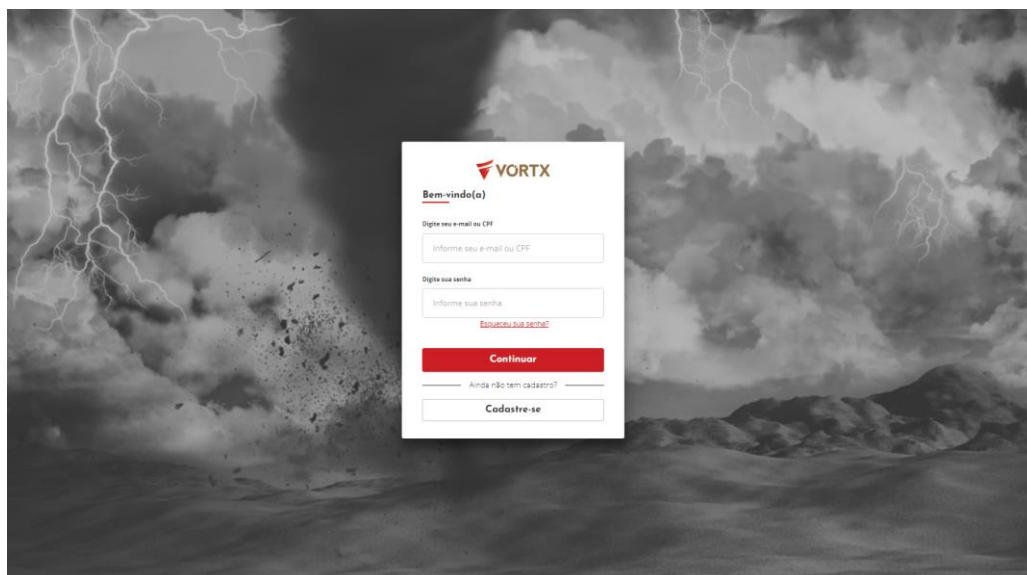 VORTX
Bem-vindo(a)
Digite seu e-mail ou CPF
Informe seu e-mail ou CPF
Digite sua senha
Informe sua senha
Esqueceu sua senha?
Continuar
Ainda não tem cadastro?
Cadastre-se